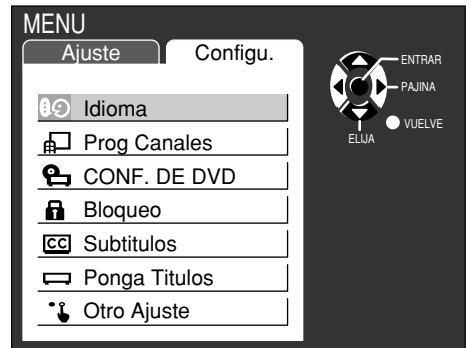 MENU
Ajuste
Configu.
Idioma
Prog Canales
CONF. DE DVD
Bloqueo
CC Subtitulos
Ponga Titulos
Otro Ajuste
ENTRAR
PAJINA
VUELVE
ELIJA